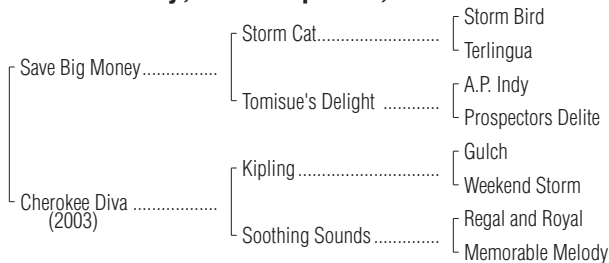 Storm Bird
Storm Cat....................................
Terlingua
Save Big Money................
A.P. Indy
Tomisue's Delight ............
Prospectors Delite
Gulch
Kipling.................................
Weekend Storm
Cherokee Diva ..................
(2003)
Regal and Royal
Soothing Sounds...............
Memorable Melody